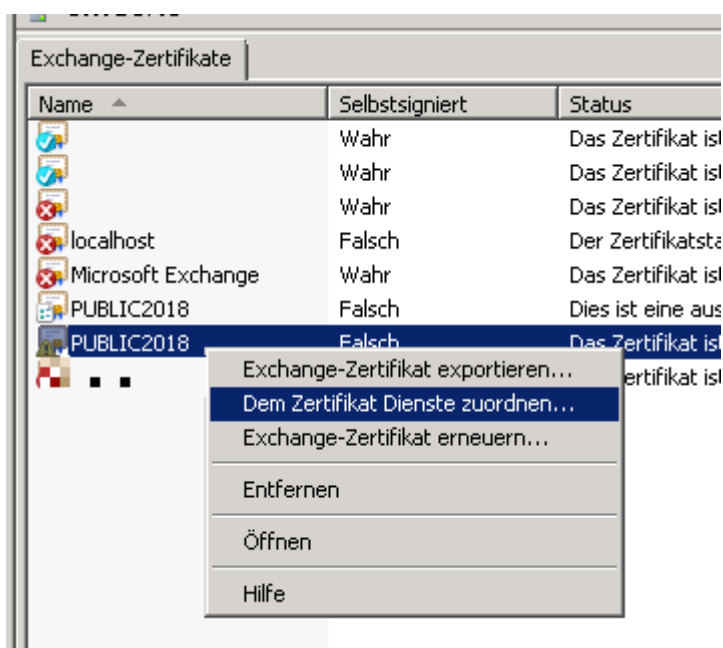 Exchange-Zertifikate
Name Selbstsigniert Status
Wahr Das Zertifikat ist
Wahr Das Zertifikat ist
Wahr Das Zertifikat ist
localhost Falsch Der Zertifikatsta
Microsoft Exchange Wahr Das Zertifikat ist
PUBLIC2018 Falsch Dies ist eine aus
PUBLIC2018 Falsch Das Zertifikat ist
ertifikat ist
Exchange-Zertifikat exportieren...
Dem Zertifikat Dienste zuordnen...
Exchange-Zertifikat erneuern...
Entfernen
Öffnen
Hilfe